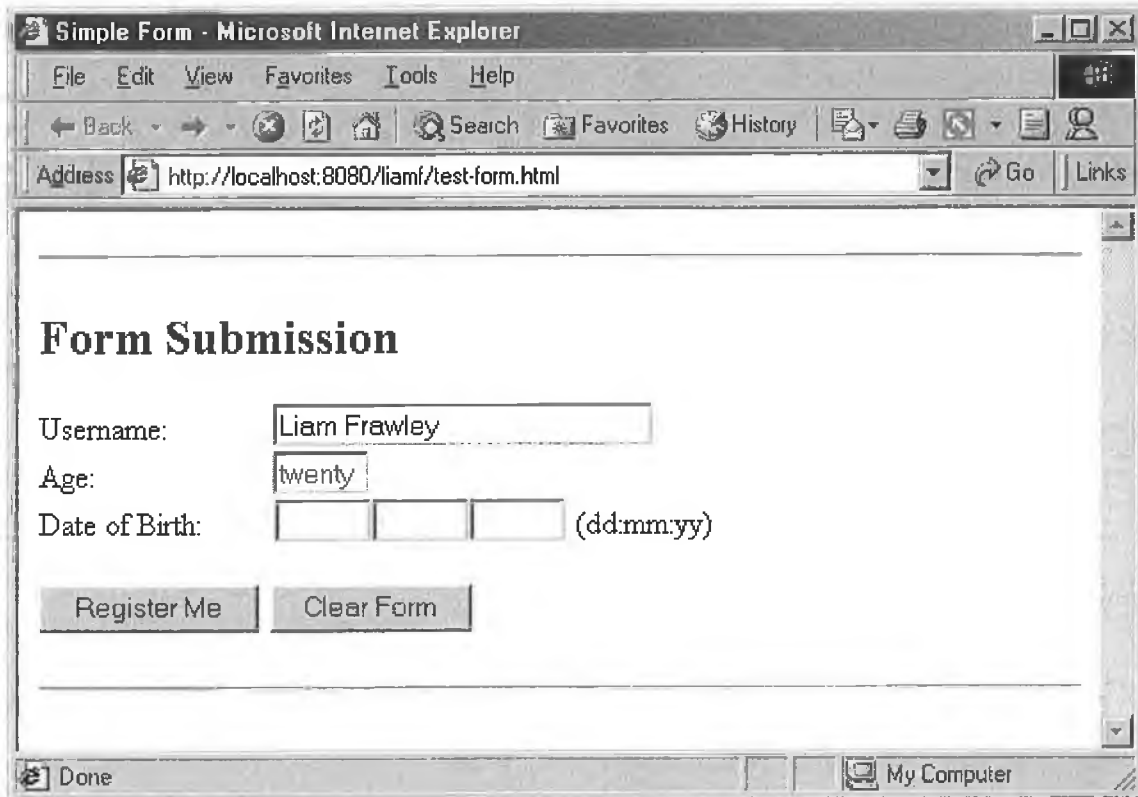 Simple Form - Microsoft Internet Explorer
File Edit View Favorites Tools Help
Back Search Favorites History
Address http://localhost:8080/liamf/test-form.html Go Links
Form Submission
Username: Liam Frawley
Age: twenty
Date of Birth: (dd:mm:yy)
Register Me Clear Form
Done My Computer